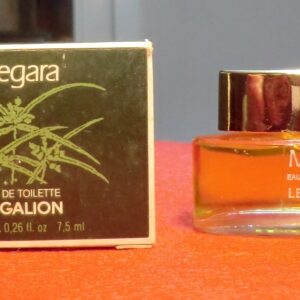 egara
DE TOILETTE
GALION
0,26 fl. oz 7,5 ml
M
EAU
LE